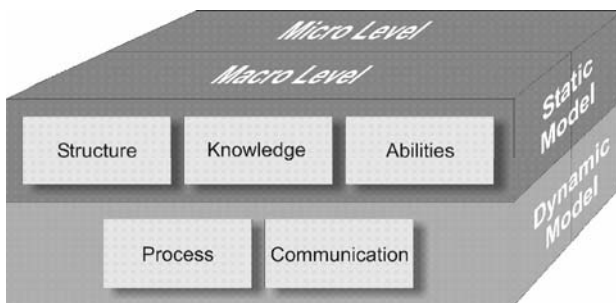 Micro Level
Macro Level
Static
Model
Structure
Knowledge
Abilities
Dynamic
Model
Process
Communication